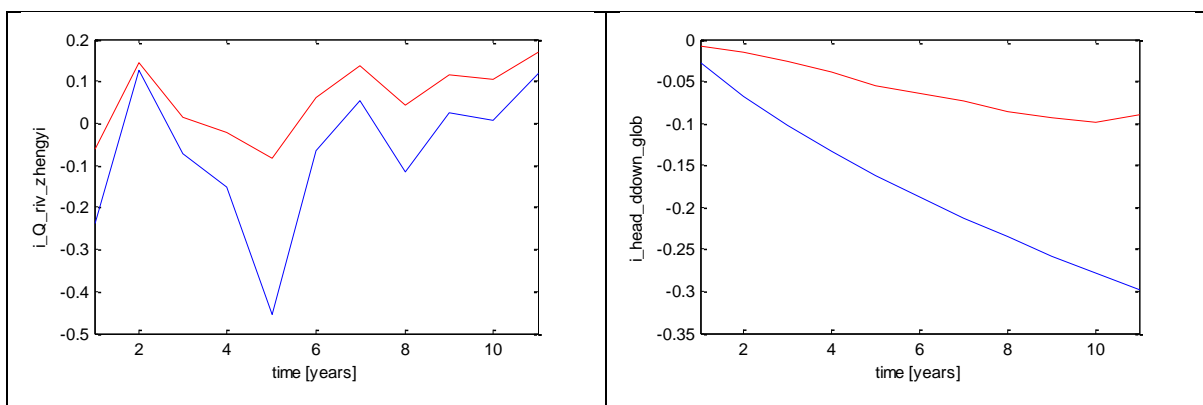 0.2
0.1
0
-0.1
-0.2
-0.3
-0.4
-0.5
i_Q_riv_zhengyi
2 4 6 8 10
time [years]
0
-0.05
-0.1
-0.15
-0.2
-0.25
-0.3
-0.35
i_head_ddown_glob
2 4 6 8 10
time [years]